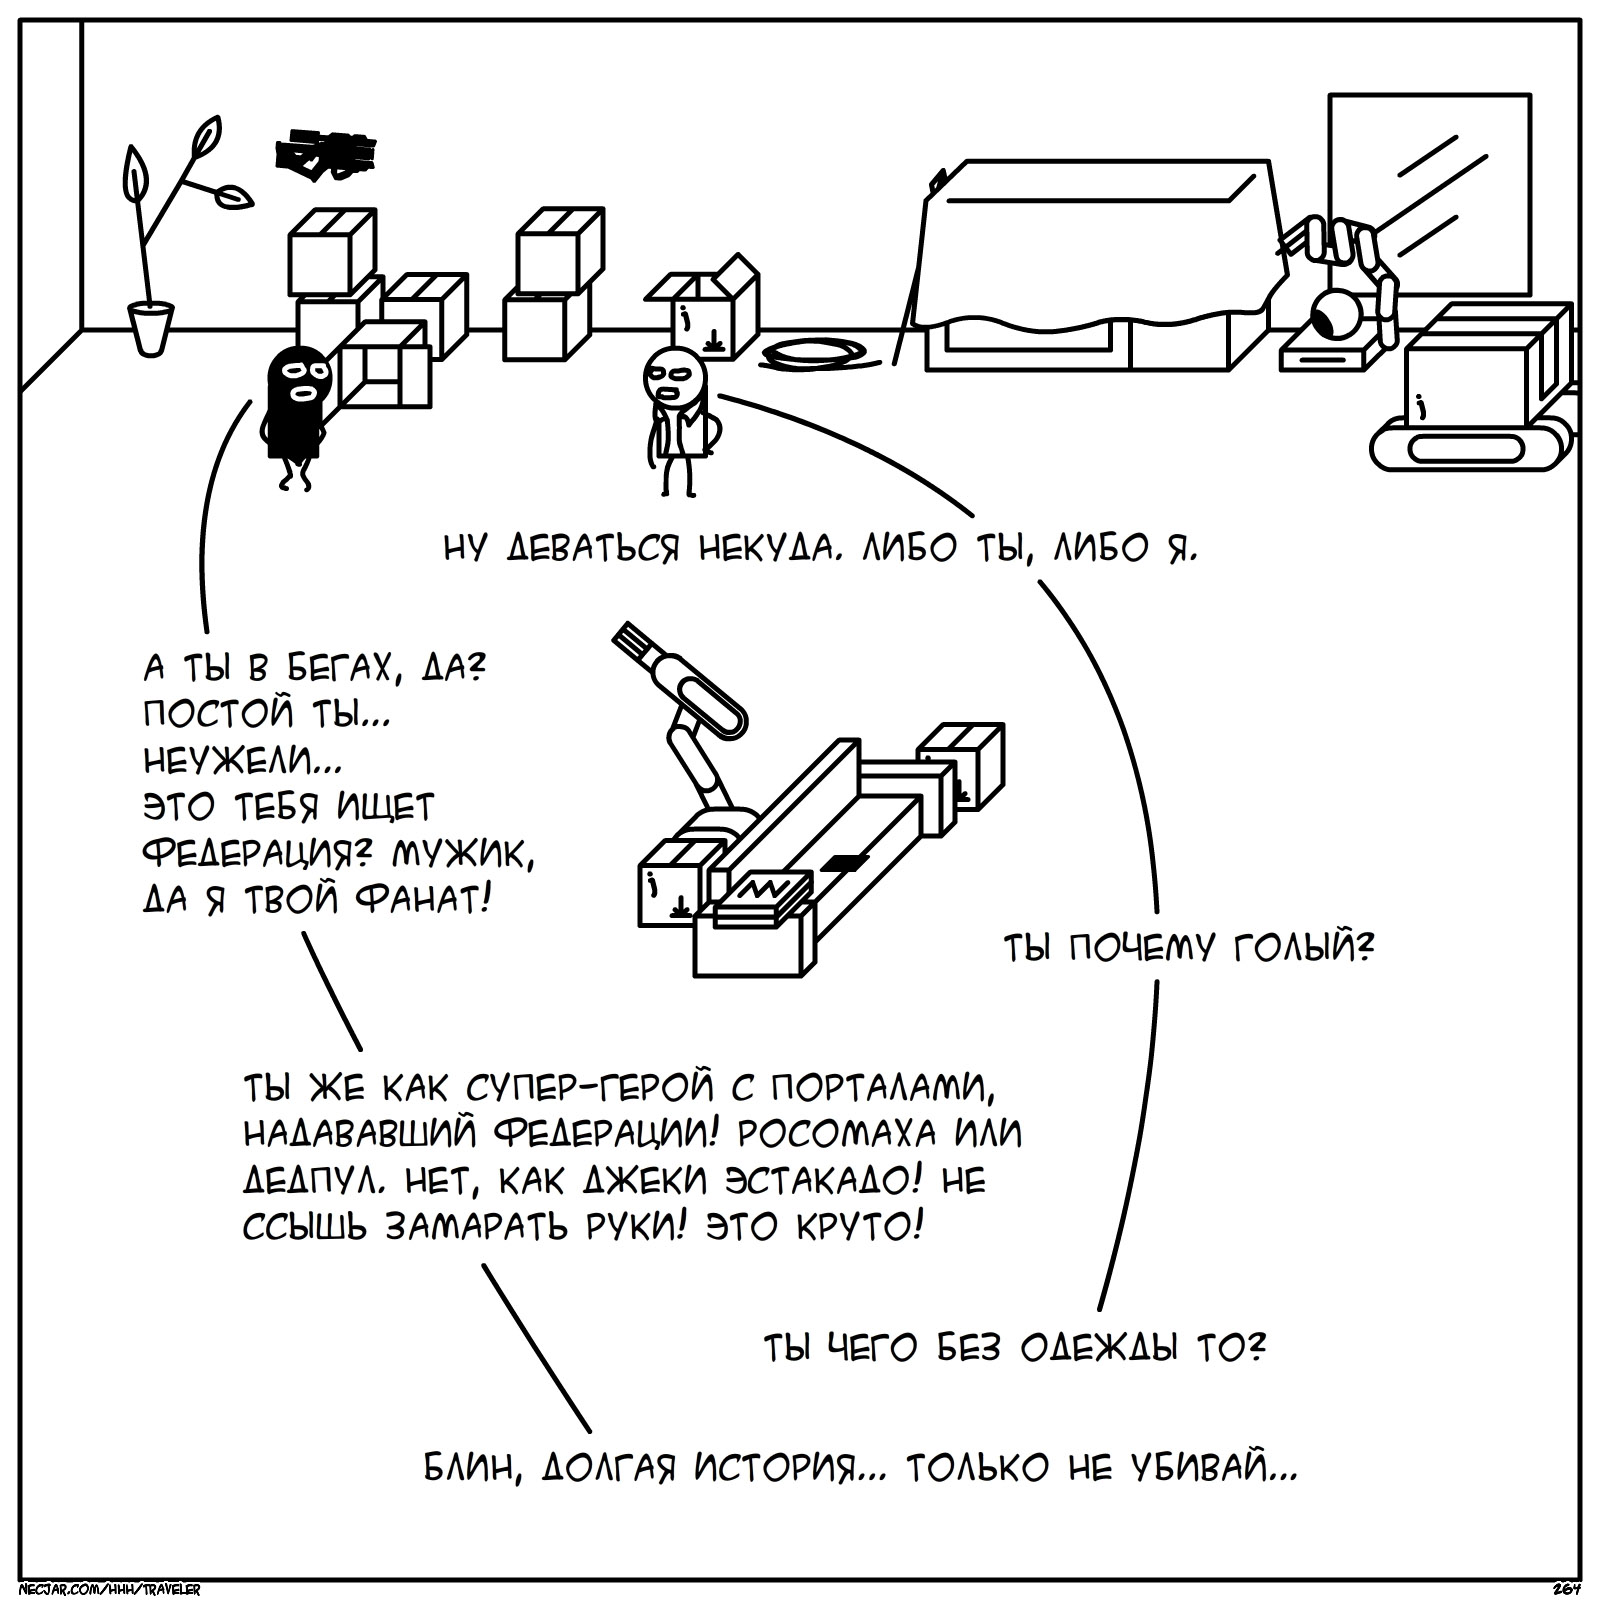 НУ ДЕВАТЬСЯ НЕКУДА. ЛИБО ТЫ, ЛИБО Я.
А ТЫ В БЕГАХ, ДА?
ПОСТОЙ ТЫ...
НЕУЖЕЛИ...
ЭТО ТЕБЯ ИЩЕТ
ФЕДЕРАЦИЯ? МУЖИК,
ДА Я ТВОЙ ФАНАТ!
ТЫ ПОЧЕМУ ГОЛЫЙ?
ТЫ ЖЕ КАК СУПЕР-ГЕРОЙ С ПОРТАЛАМИ,
НАДАВАВШИЙ ФЕДЕРАЦИИ! РОСОМАХА ИЛИ
ДЕДПУЛ. НЕТ, КАК ДЖЕКИ ЭСТАКАДО! НЕ
ССЫШЬ ЗАМАРАТЬ РУКИ! ЭТО КРУТО!
ТЫ ЧЕГО БЕЗ ОДЕЖДЫ ТО?
БЛИН, ДОЛГАЯ ИСТОРИЯ... ТОЛЬКО НЕ УБИВАЙ...
NECJAR.COM/HHH/TRAVELER
264